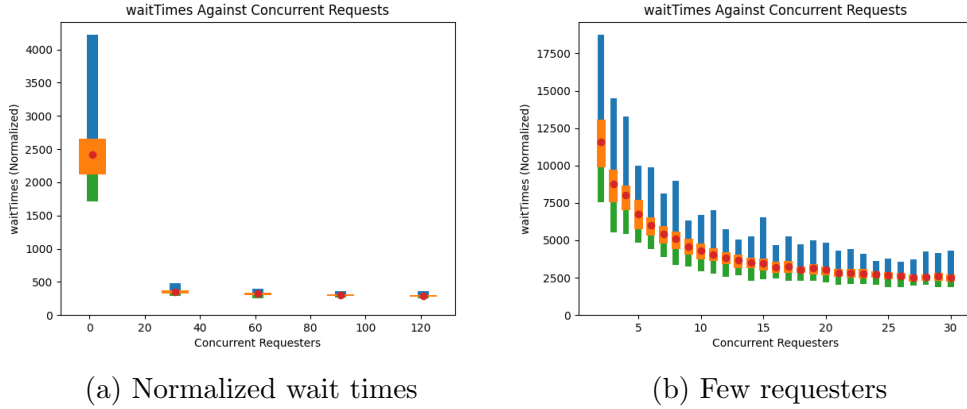 waitTimes Against Concurrent Requests
waitTimes (Normalized)
4000
3500
3000
2500
2000
1500
1000
500
0
0 20 40 60 80 100 120
Concurrent Requesters
(a) Normalized wait times
waitTimes Against Concurrent Requests
waitTimes (Normalized)
17500
15000
12500
10000
7500
5000
2500
0
5 10 15 20 25 30
Concurrent Requesters
(b) Few requesters